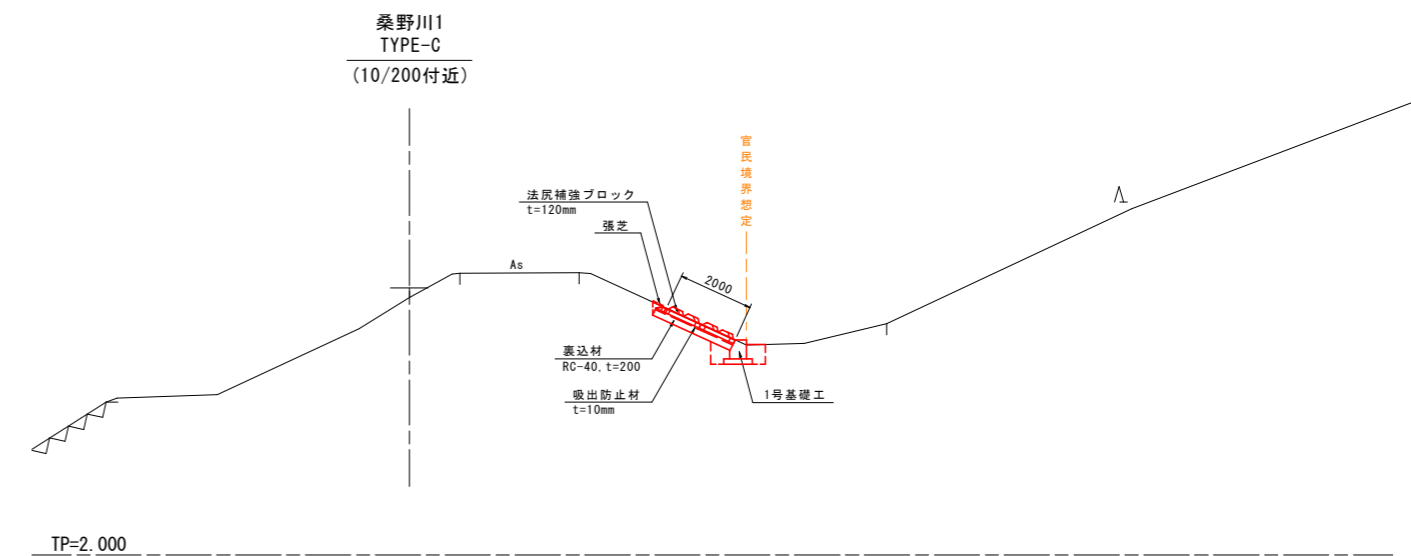 桑野川1
TYPE-C
(10/200付近)
官民境界想定
法尻補強ブロック
t=120mm
張芝
As
2000
裏込材
RC-40,t=200
吸出防止材
t=10mm
1号基礎工
TP=2.000